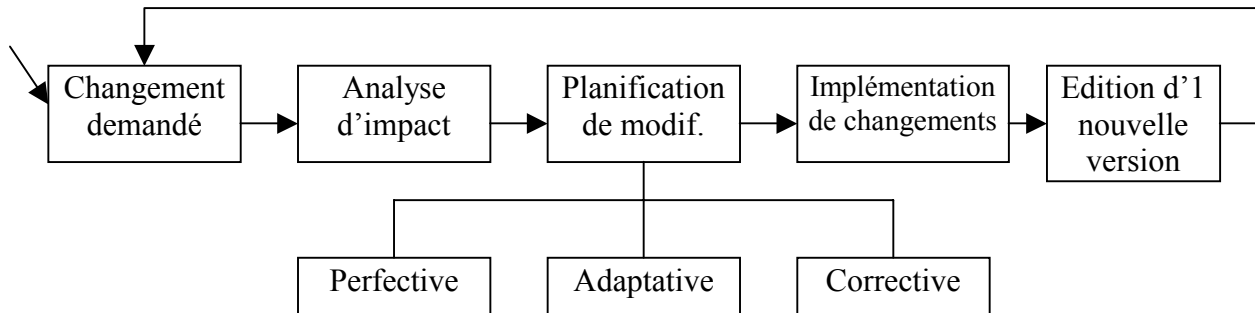 Changement
demandé
Analyse
d’impact
Planification
de modif.
Implémentation
de changements
Edition d’1
nouvelle
version
Perfective
Adaptative
Corrective